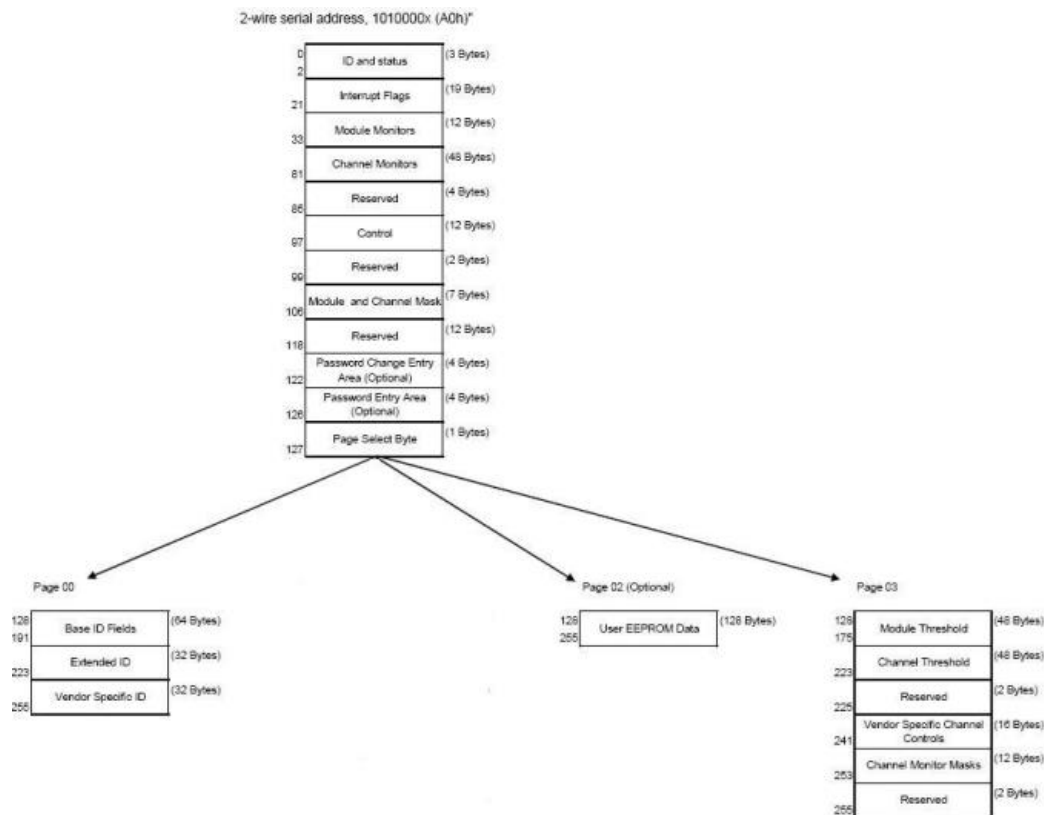 2-wire serial address, 1010000x (A0h)"
0
2
ID and status
(3 Bytes)
21
Interrupt Flags
(19 Bytes)
33
Module Monitors
(12 Bytes)
81
Channel Monitors
(48 Bytes)
85
Reserved
(4 Bytes)
97
Control
(12 Bytes)
99
Reserved
(2 Bytes)
106
Module and Channel Mask
(7 Bytes)
118
Reserved
(12 Bytes)
122
Password Change Entry
Area (Optional)
(4 Bytes)
126
Password Entry Area
(Optional)
(4 Bytes)
127
Page Select Byte
(1 Bytes)
Page 00
128
191
Base ID Fields
(64 Bytes)
223
Extended ID
(32 Bytes)
255
Vendor Specific ID
(32 Bytes)
Page 02 (Optional)
128
255
User EEPROM Data
(128 Bytes)
Page 03
128
175
Module Threshold
(48 Bytes)
223
Channel Threshold
(48 Bytes)
225
Reserved
(2 Bytes)
241
Vendor Specific Channel
Controls
(16 Bytes)
253
Channel Monitor Masks
(12 Bytes)
255
Reserved
(2 Bytes)